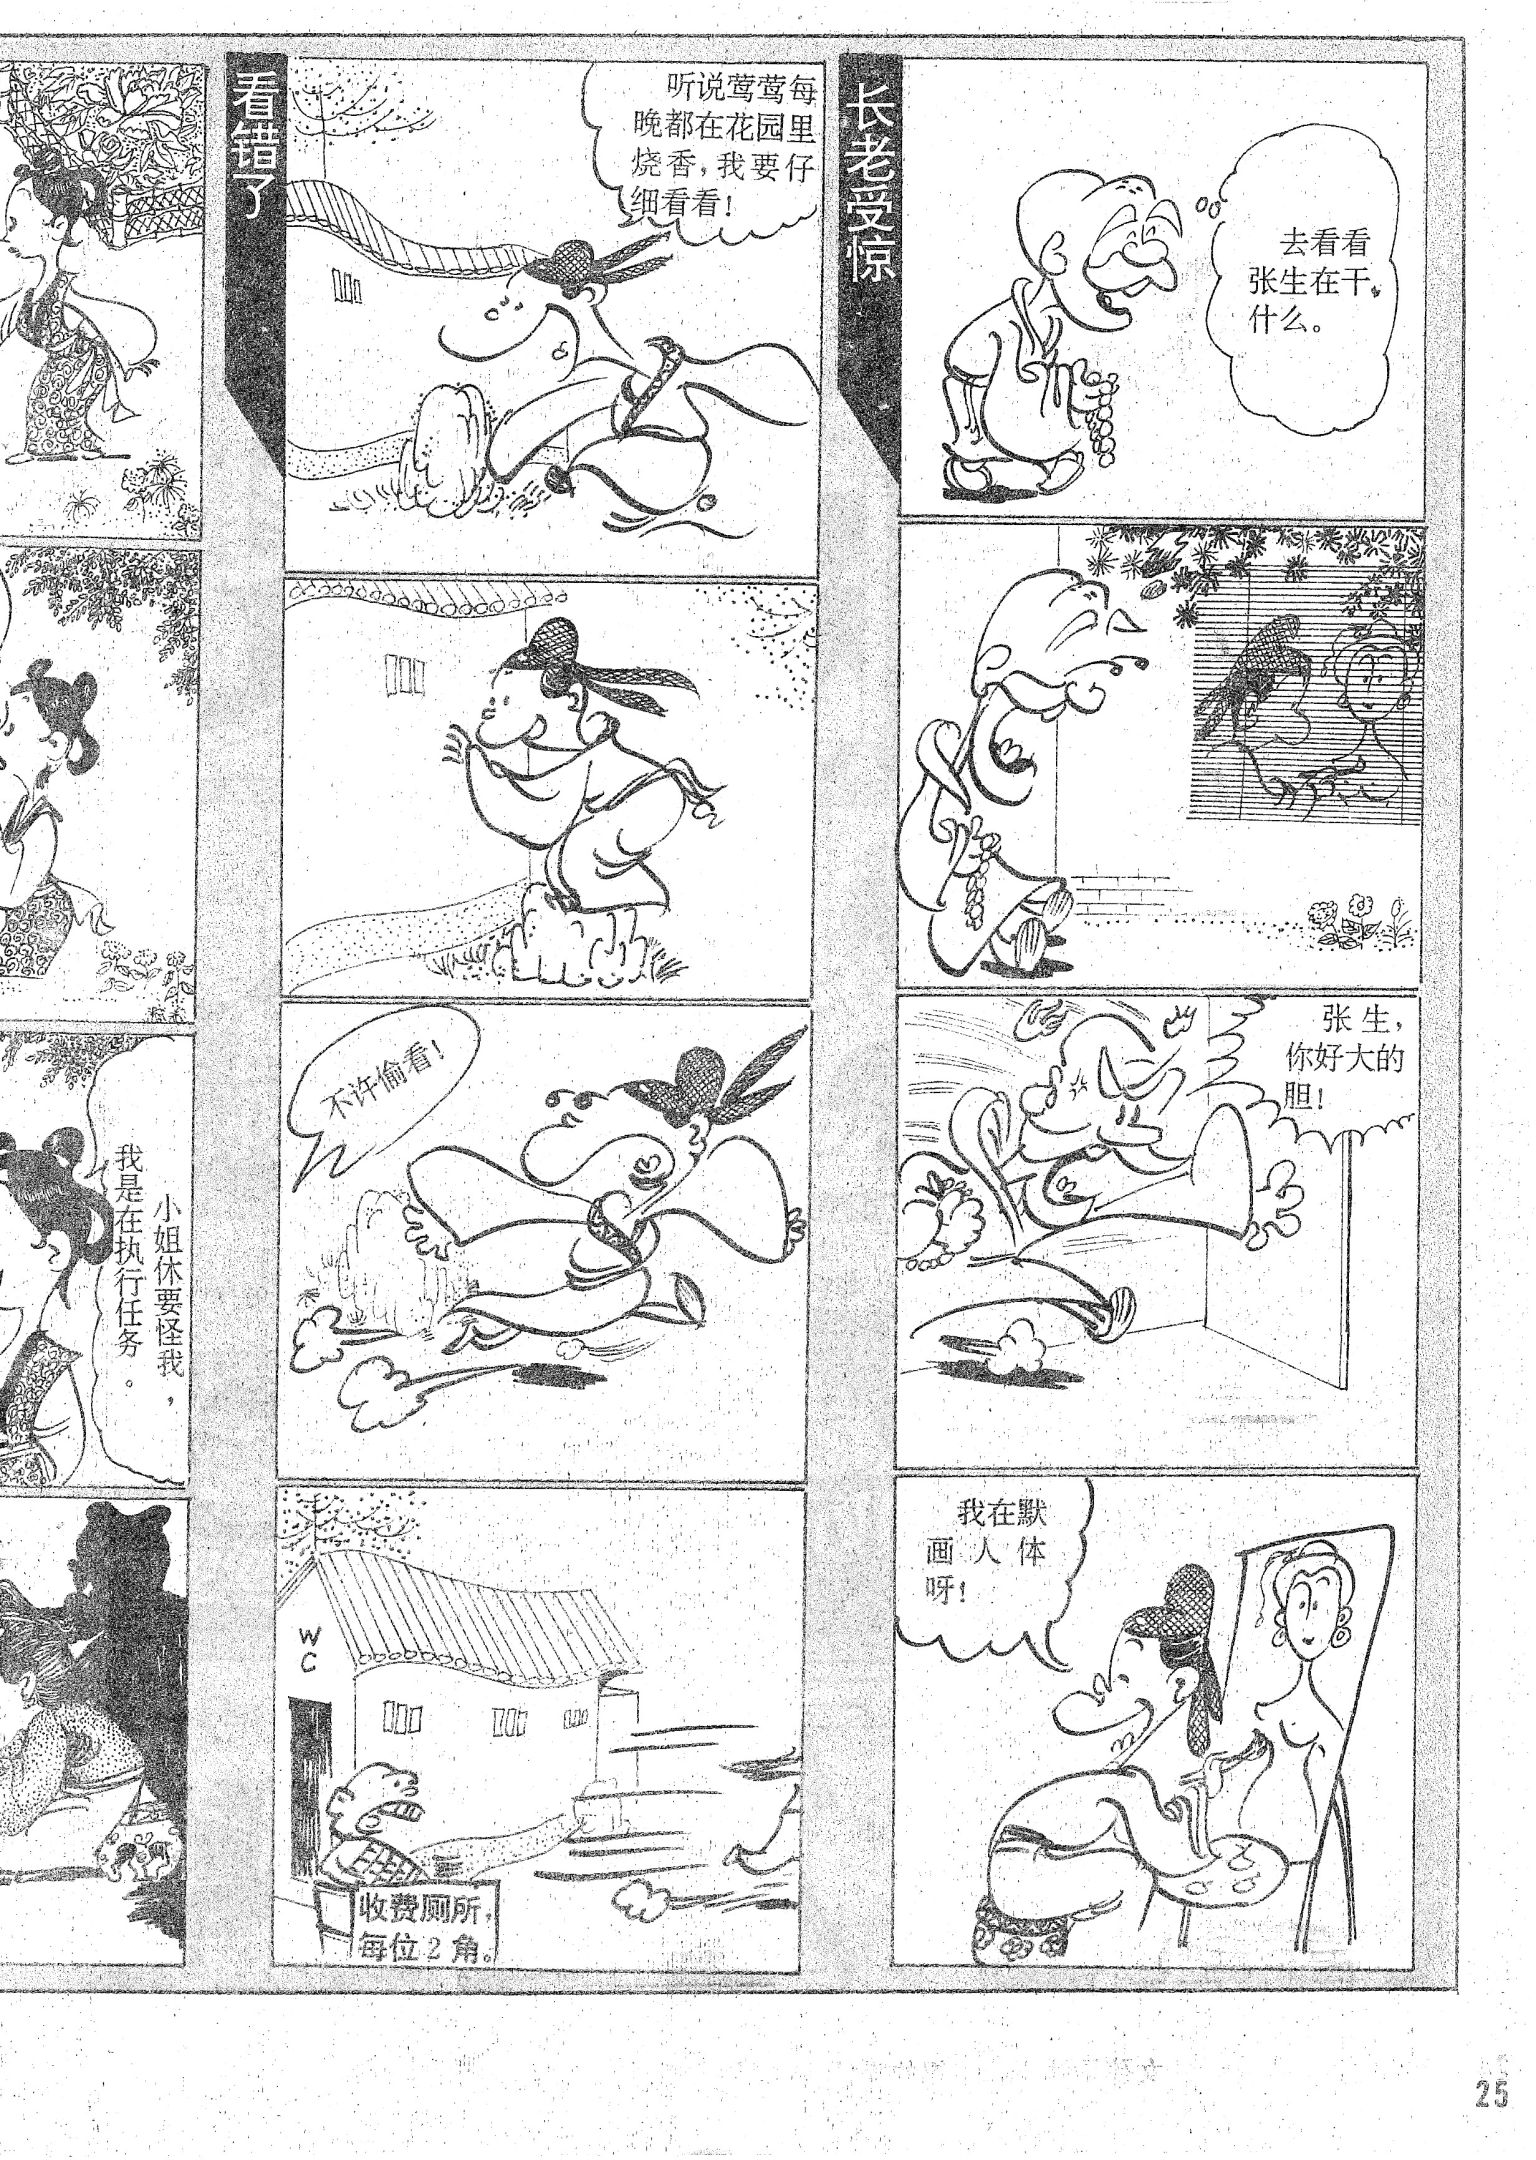 长老受惊
去看看
张生在干
什么。
张生，
你好大的
胆！
我在默
画人体
呀！
看错了
听说莺莺每
晚都在花园里
烧香，我要仔
细看看！
不许偷看！
WC
收费厕所，
每位2角。
小姐休要怪我，
我是在执行任务。
25